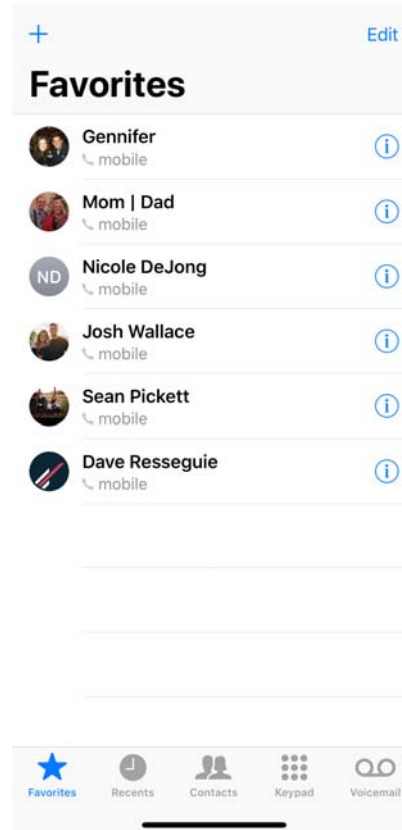 + Edit
Favorites
Gennifer
mobile
Mom | Dad
mobile
ND
Nicole DeJong
mobile
Josh Wallace
mobile
Sean Pickett
mobile
Dave Resseguie
mobile
Favorites Recents Contacts Keypad Voicemail